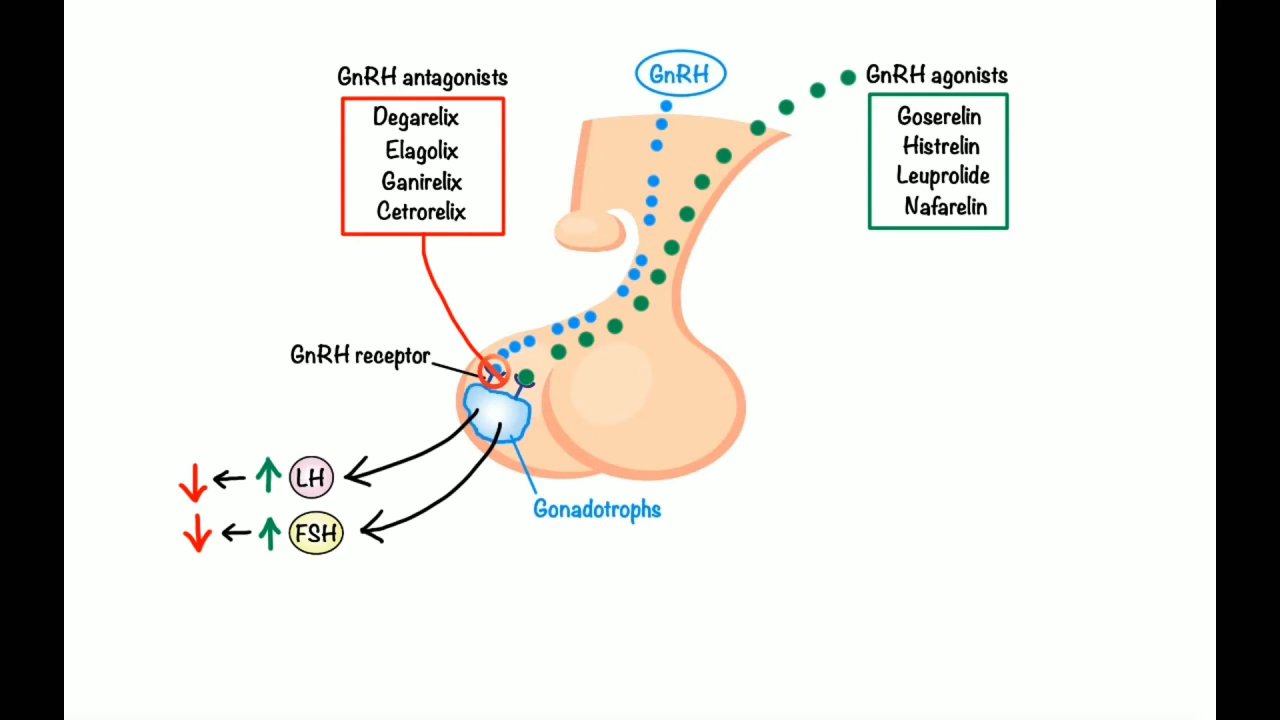 GnRH antagonists
Degarelix
Elagolix
Ganirelix
Cetrorelix
GnRH
GnRH agonists
Goserelin
Histrelin
Leuprolide
Nafarelin
GnRH receptor
LH
FSH
Gonadotrophs